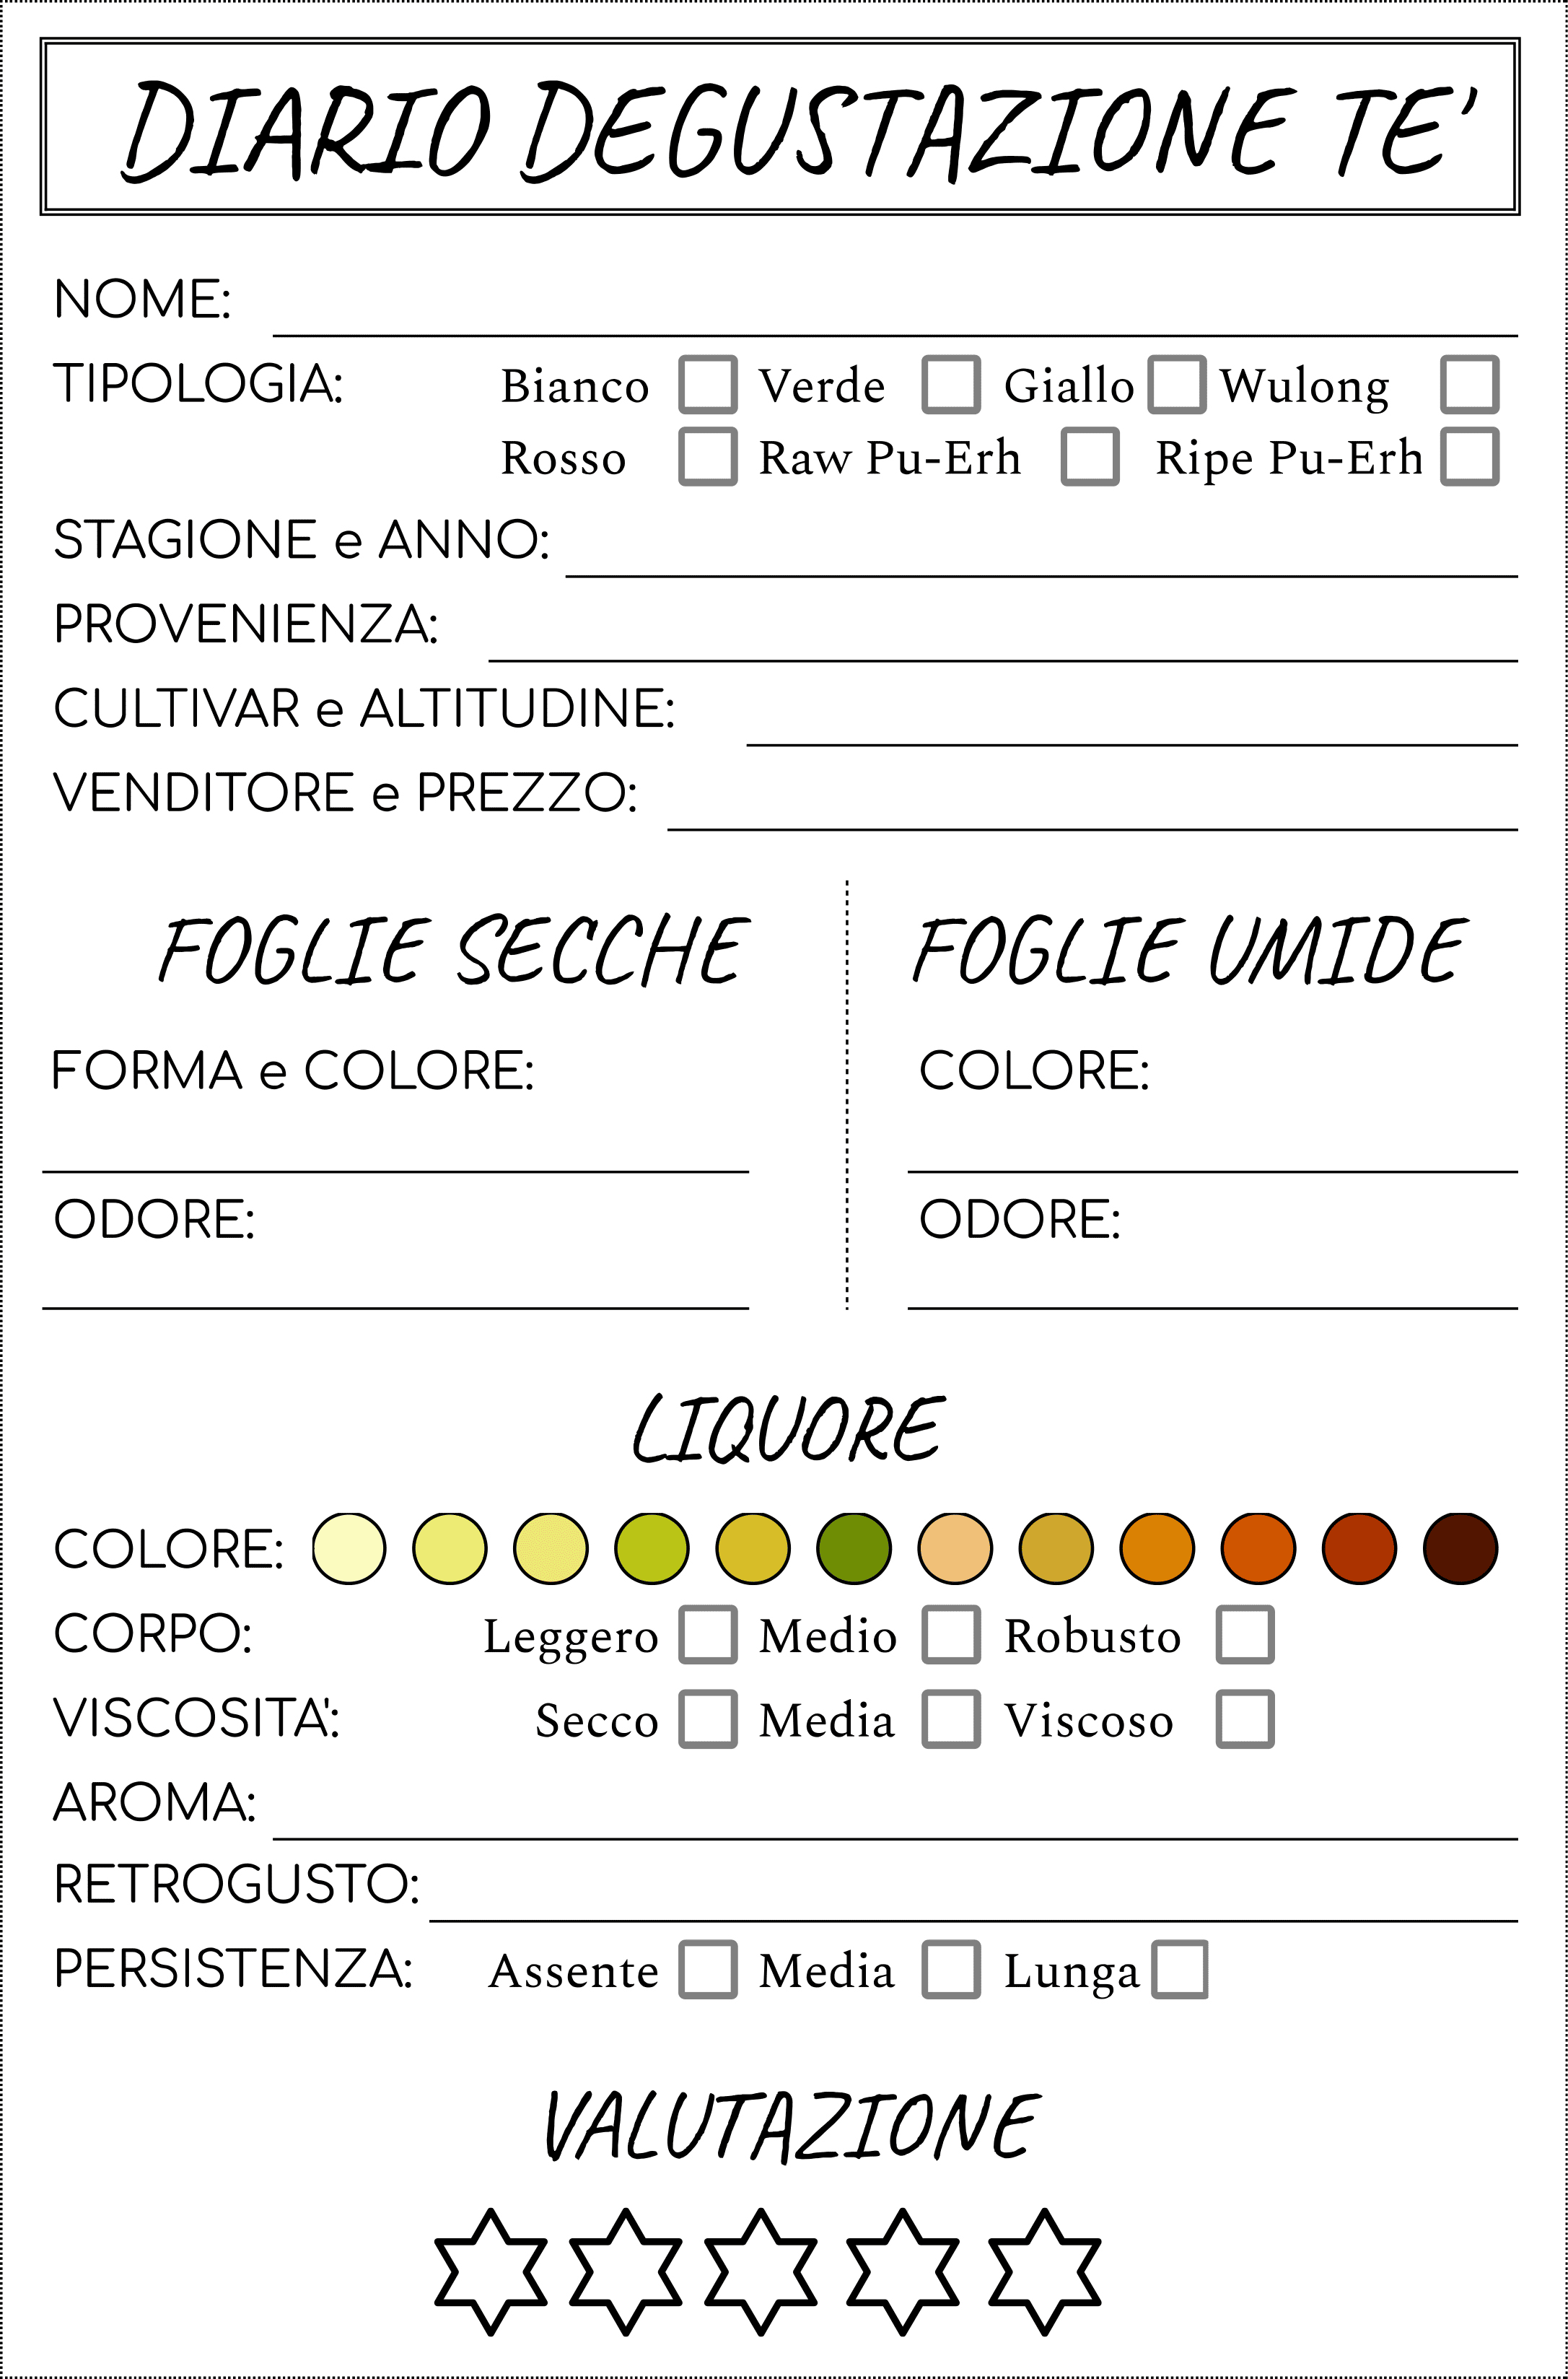 DIARIO DEGUSTAZIONE TE'
NOME:
TIPOLOGIA: Bianco Verde Giallo Wulong
Rosso Raw Pu-Erh Ripe Pu-Erh
STAGIONE e ANNO:
PROVENIENZA:
CULTIVAR e ALTITUDINE:
VENDITORE e PREZZO:
FOGLIE SECCHE
FORMA e COLORE:
ODORE:
FOGLIE UMIDE
COLORE:
ODORE:
LIQUORE
COLORE:
CORPO: Leggero Medio Robusto
VISCOSITA': Secco Media Viscoso
AROMA:
RETROGUSTO:
PERSISTENZA: Assente Media Lunga
VALUTAZIONE